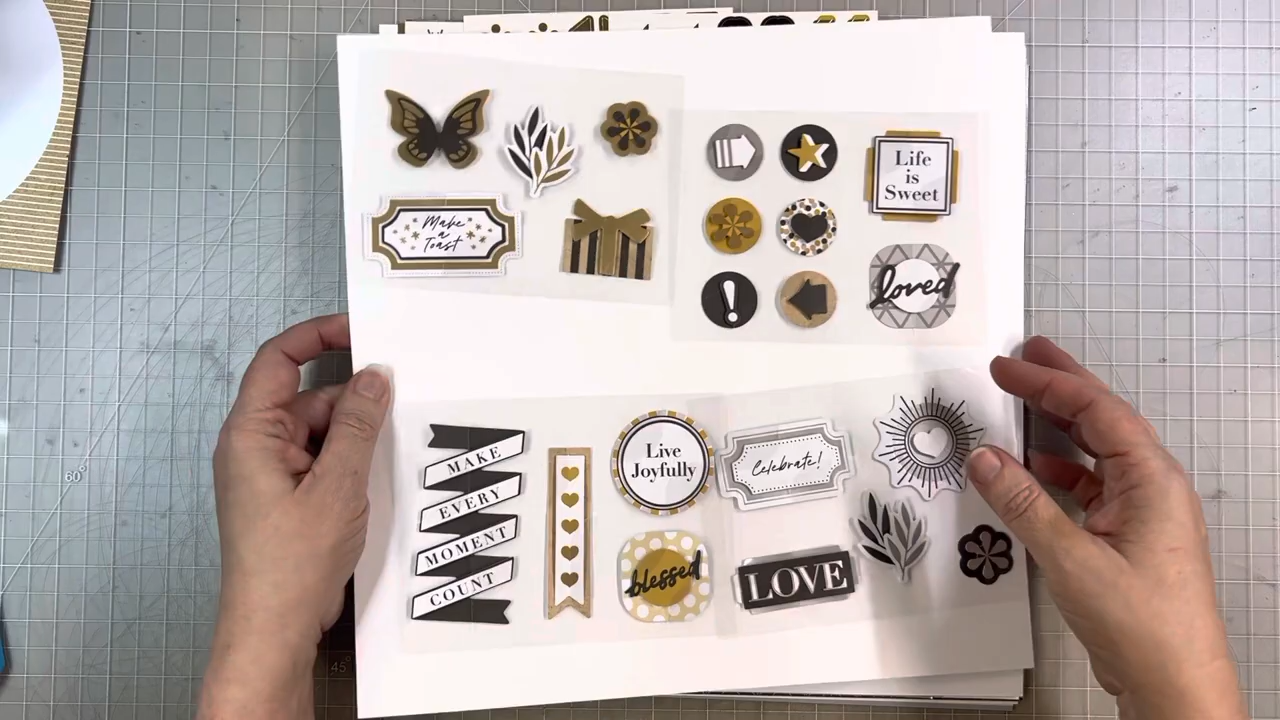 Make
a
Toast
!
Life
is
Sweet
loved
MAKE
EVERY
MOMENT
COUNT
Live
Joyfully
blessed
Celebrate!
LOVE
60°
45°